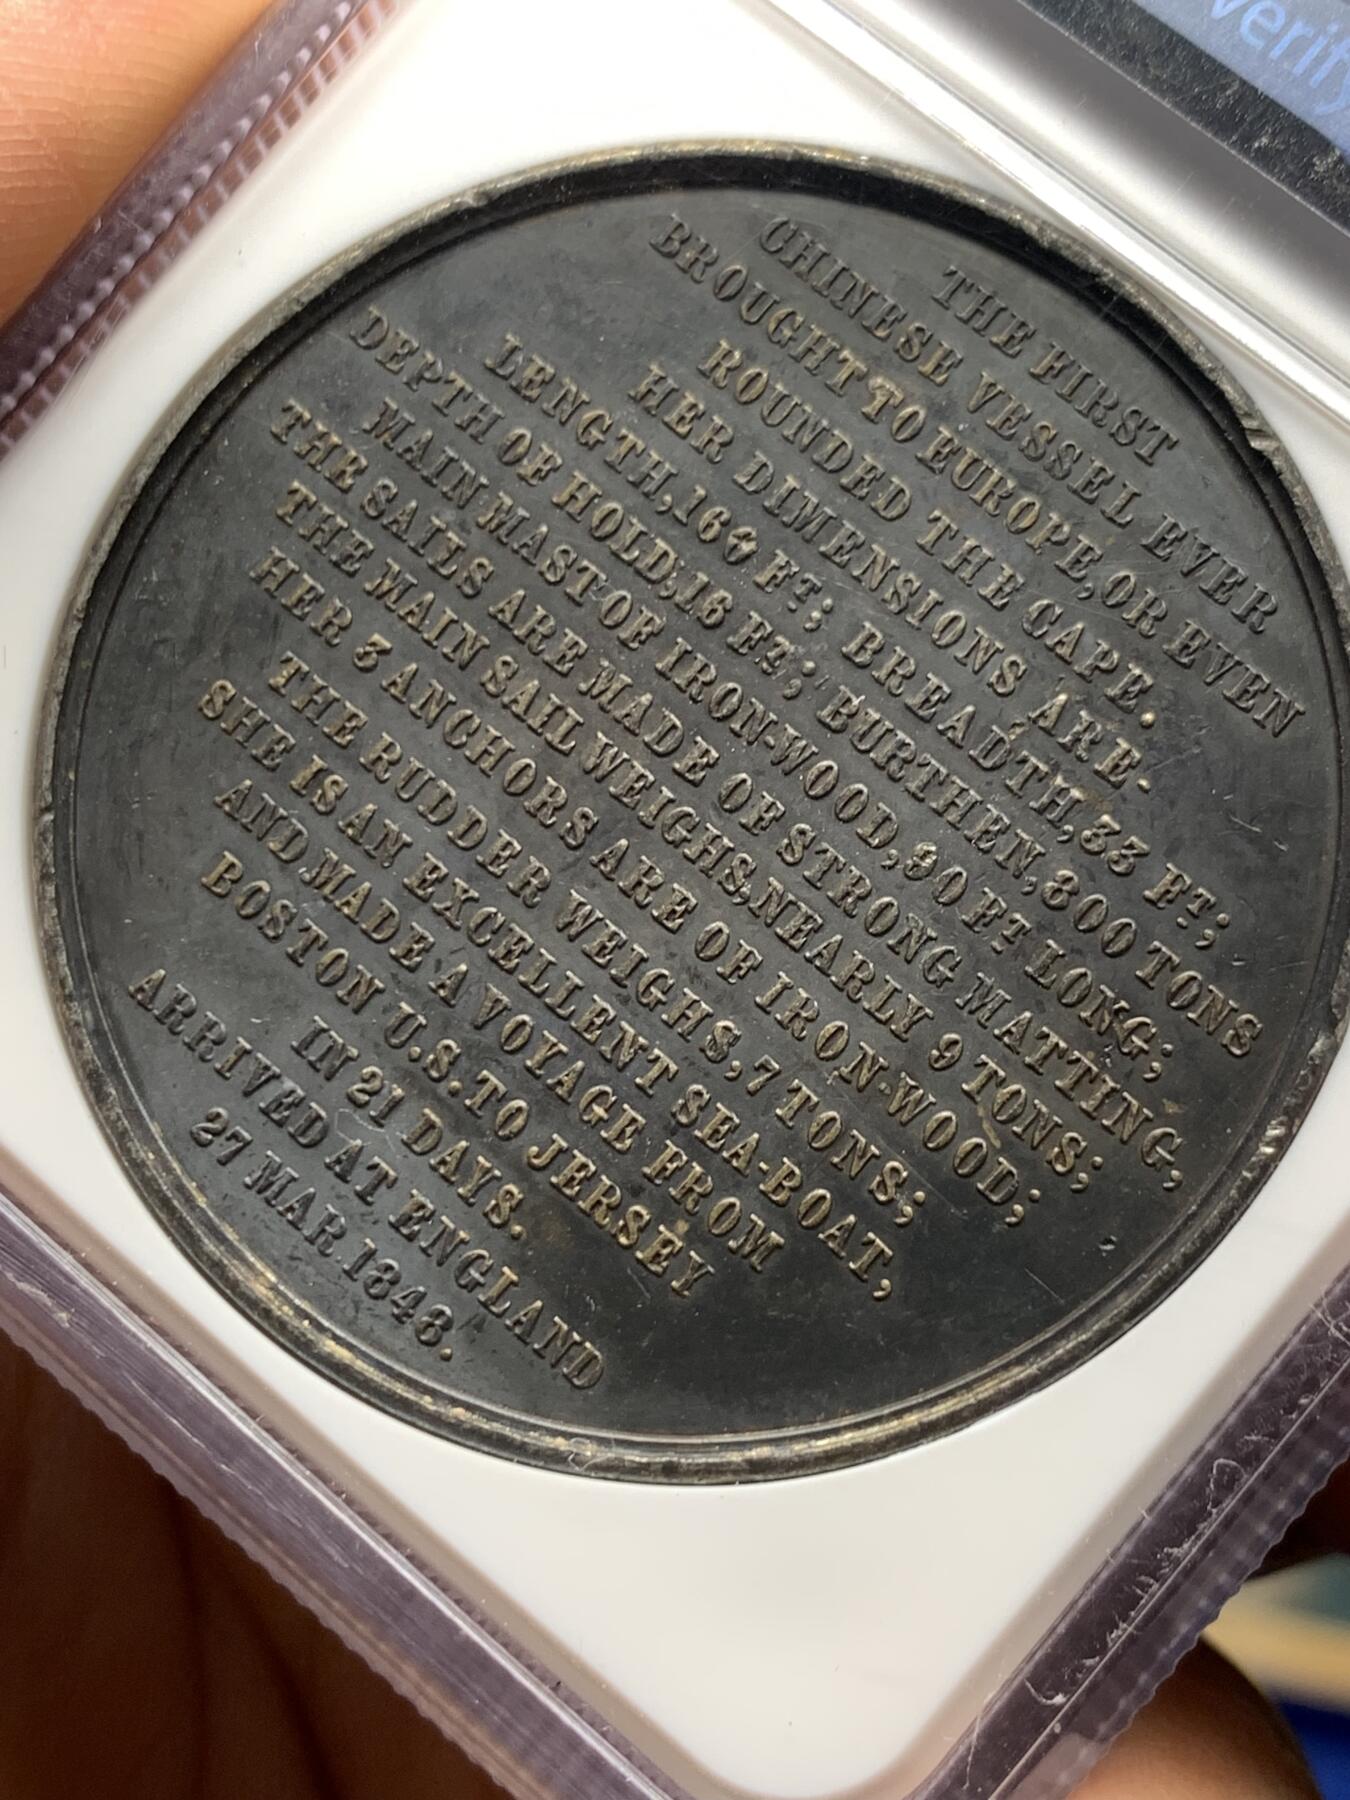 verify
THE FIRST
CHINESE VESSEL EVER
BROUGHT TO EUROPE, OR EVEN
ROUNDED THE CAPE.
HER DIMENSIONS ARE.
LENGTH, 166 FT; BREADTH, 33 FT;
DEPTH OF HOLD, 16 FT; BURTHEN, 800 TONS
MAIN MAST OF IRON-WOOD, 90 FT LONG;
THE SAILS ARE MADE OF STRONG MATTING,
THE MAIN SAIL WEIGHS, NEARLY 9 TONS;
HER 3 ANCHORS ARE OF IRON-WOOD;
THE RUDDER WEIGHS, 7 TONS;
SHE IS AN EXCELLENT SEA-BOAT,
AND MADE A VOYAGE FROM
BOSTON U.S. TO JERSEY
IN 21 DAYS.
ARRIVED AT ENGLAND
27 MAR. 1848.